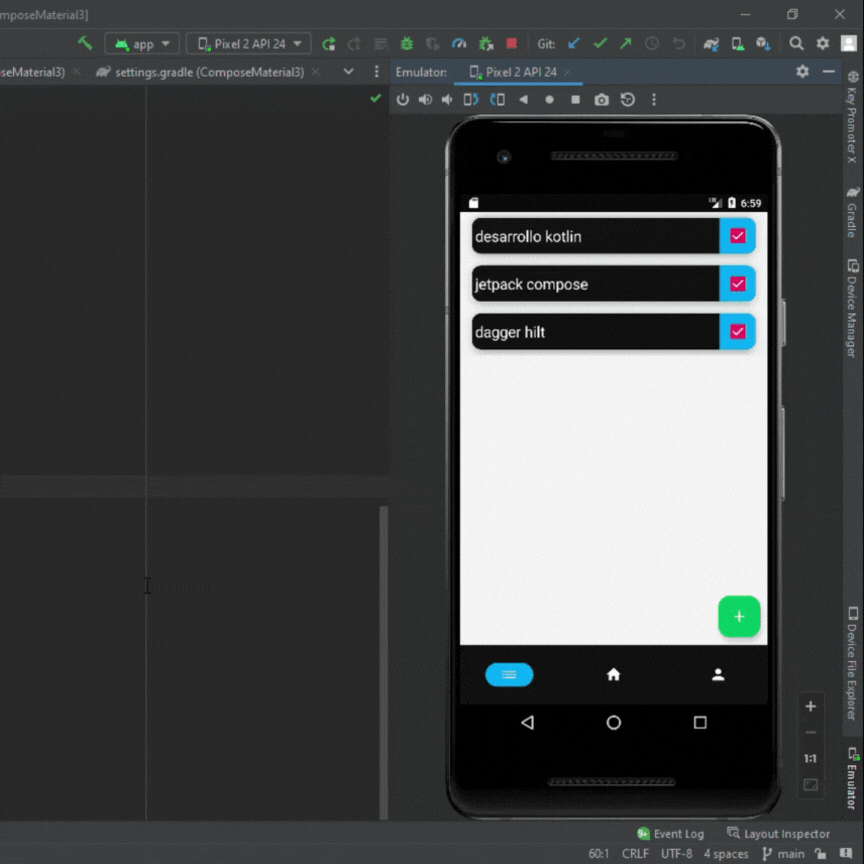 mposeMaterial3]
app
Pixel 2 API 24
Git:
seMaterial3)
settings.gradle (ComposeMaterial3)
Emulator:
Pixel 2 API 24
Key Promoter X
Gradle
Device Manager
6:59
desarrollo kotlin
jetpack compose
dagger hilt
+
Device File Explorer
+
1:1
Emulator
9+
Event Log
Layout Inspector
60:1
CRLF
UTF-8
4 spaces
main